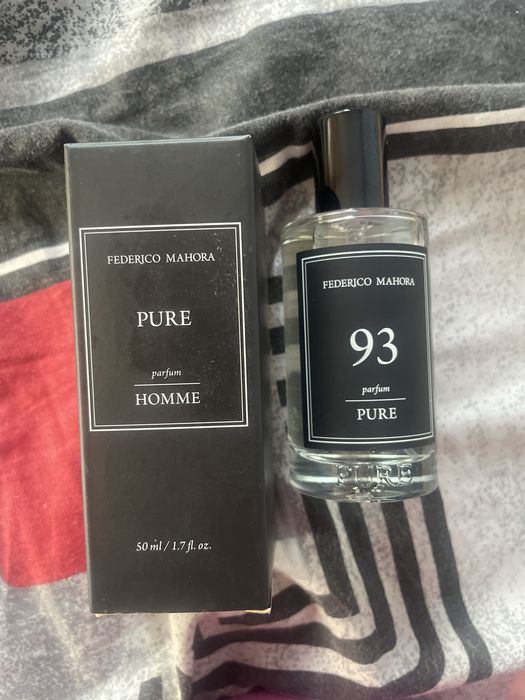 FEDERICO MAHORA
PURE
parfum
HOMME
50 ml / 1.7 fl. oz.
FEDERICO MAHORA
93
parfum
PURE
PURE